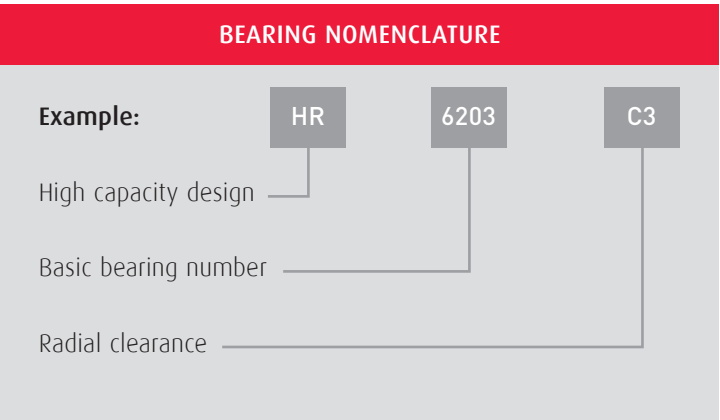 BEARING NOMENCLATURE
Example: HR 6203 C3
High capacity design
Basic bearing number
Radial clearance